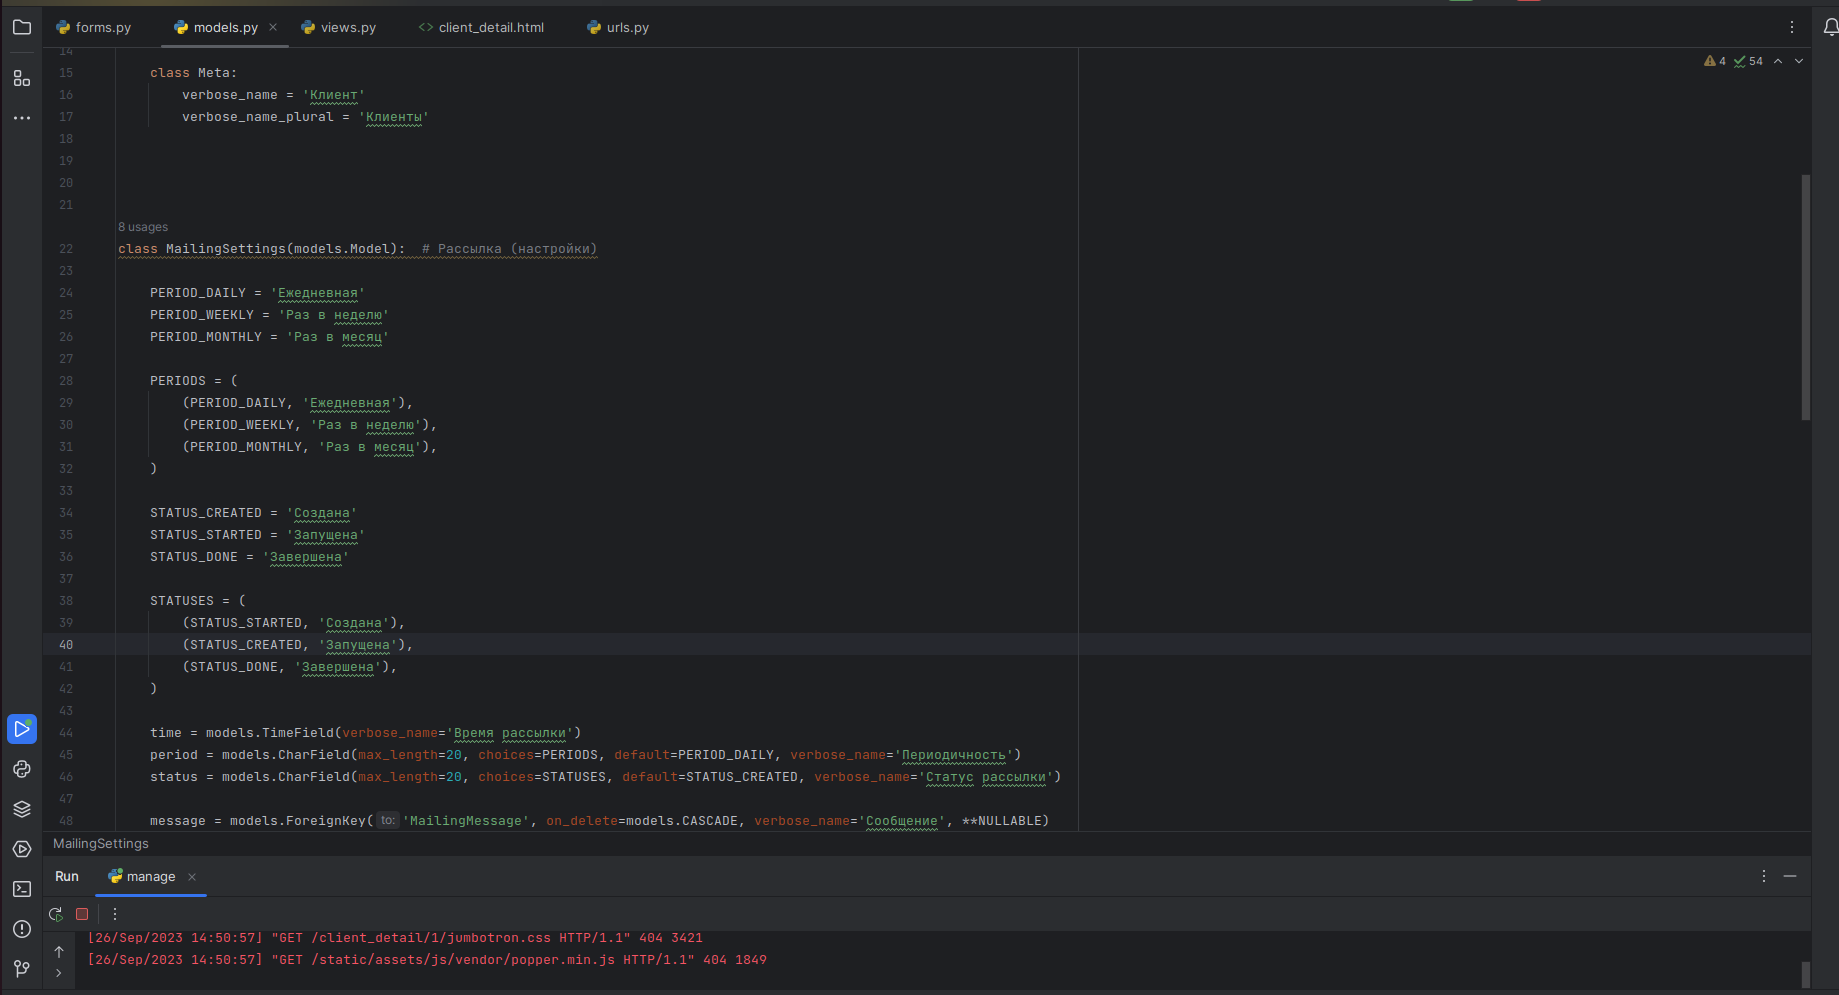 forms.py models.py views.py client_detail.html urls.py
14
4 54
15 class Meta:
16 verbose_name = 'Клиент'
17 verbose_name_plural = 'Клиенты'
18
19
20
21
8 usages
22 class MailingSettings(models.Model): # Рассылка (настройки)
23
24 PERIOD_DAILY = 'Ежедневная'
25 PERIOD_WEEKLY = 'Раз в неделю'
26 PERIOD_MONTHLY = 'Раз в месяц'
27
28 PERIODS = (
29 (PERIOD_DAILY, 'Ежедневная'),
30 (PERIOD_WEEKLY, 'Раз в неделю'),
31 (PERIOD_MONTHLY, 'Раз в месяц'),
32 )
33
34 STATUS_CREATED = 'Создана'
35 STATUS_STARTED = 'Запущена'
36 STATUS_DONE = 'Завершена'
37
38 STATUSES = (
39 (STATUS_STARTED, 'Создана'),
40 (STATUS_CREATED, 'Запущена'),
41 (STATUS_DONE, 'Завершена'),
42 )
43
44 time = models.TimeField(verbose_name='Время рассылки')
45 period = models.CharField(max_length=20, choices=PERIODS, default=PERIOD_DAILY, verbose_name='Периодичность')
46 status = models.CharField(max_length=20, choices=STATUSES, default=STATUS_CREATED, verbose_name='Статус рассылки')
47
48 message = models.ForeignKey( to: 'MailingMessage', on_delete=models.CASCADE, verbose_name='Сообщение', **NULLABLE)
MailingSettings
Run manage
[26/Sep/2023 14:50:57] "GET /client_detail/1/jumbotron.css HTTP/1.1" 404 3421
[26/Sep/2023 14:50:57] "GET /static/assets/js/vendor/popper.min.js HTTP/1.1" 404 1849